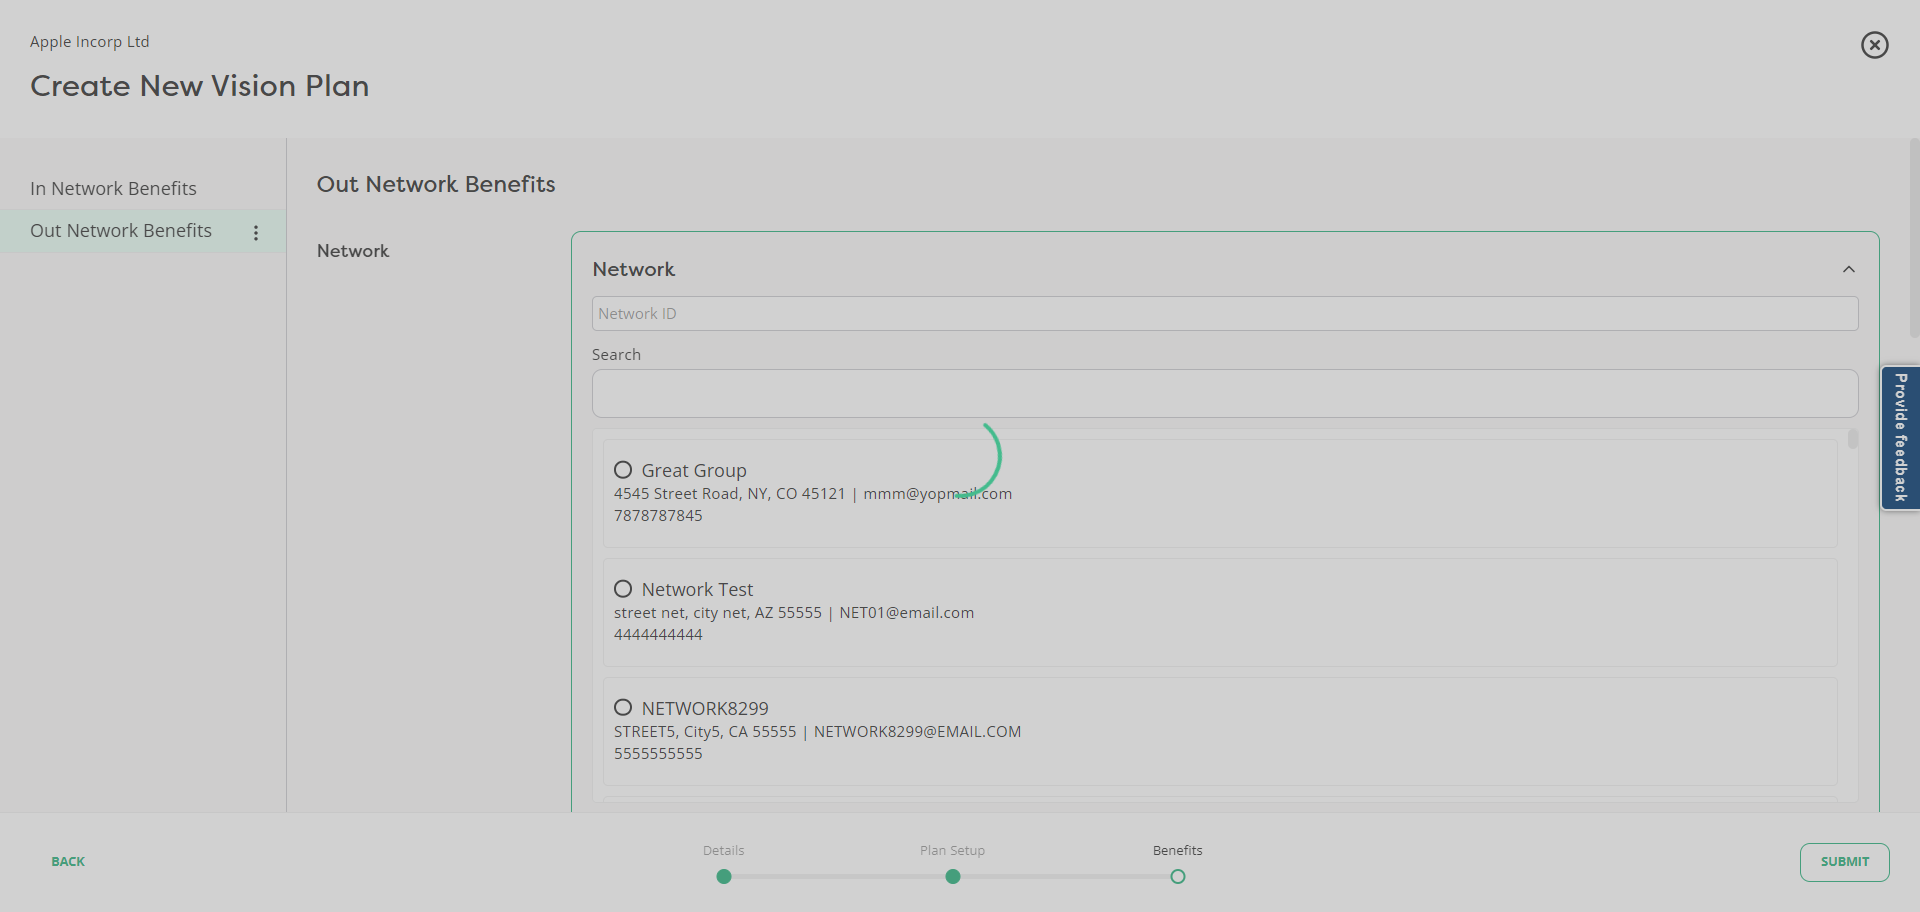 Apple Incorp Ltd
Create New Vision Plan
In Network Benefits
Out Network Benefits
Out Network Benefits
Network
Network
Network ID
Search
Great Group
4545 Street Road, NY, CO 45121 | mmm@yopmail.com
7878787845
Network Test
street net, city net, AZ 55555 | NET01@email.com
4444444444
NETWORK8299
STREET5, City5, CA 55555 | NETWORK8299@EMAIL.COM
5555555555
Provide feedback
BACK
Details
Plan Setup
Benefits
SUBMIT